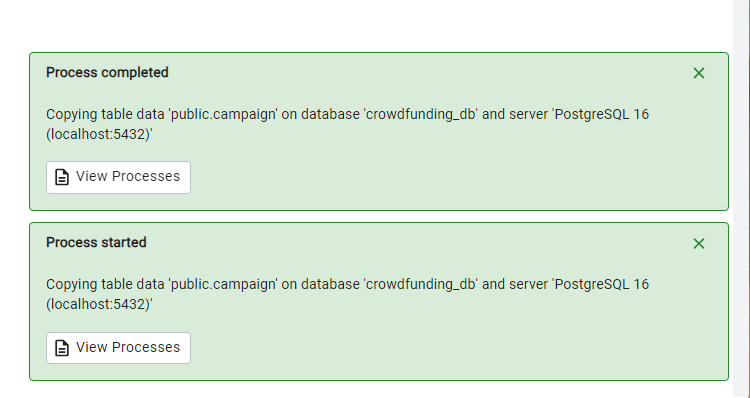 Process completed
Copying table data 'public.campaign' on database 'crowdfunding_db' and server 'PostgreSQL 16
(localhost:5432)'
View Processes
Process started
Copying table data 'public.campaign' on database 'crowdfunding_db' and server 'PostgreSQL 16
(localhost:5432)'
View Processes